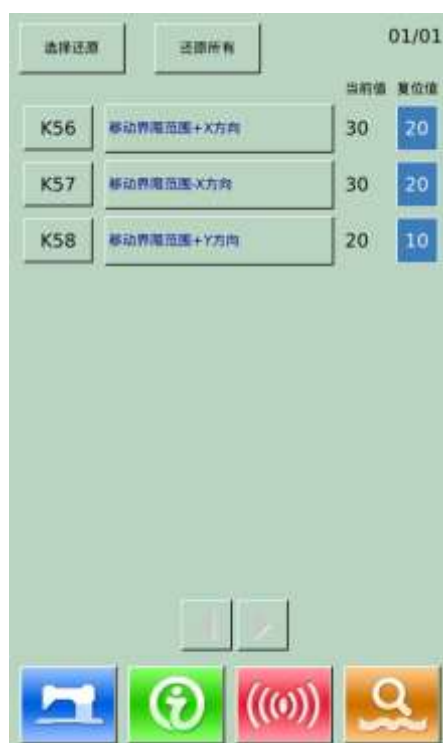 选择还原 还原所有 01/01
当前值 复位值
K56 移动界限范围+X方向 30 20
K57 移动界限范围-X方向 30 20
K58 移动界限范围+Y方向 20 10